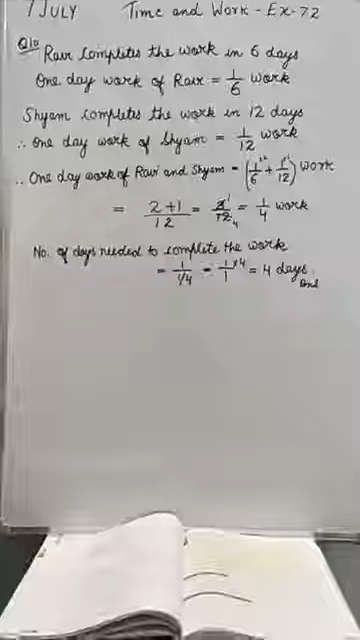 7 JULY Time and Work - Ex-72
Q10 Ravi completes the work in 6 days
One day work of Ravi = 1/6 work
Shyam completes the work in 12 days
∴ One day work of Shyam = 1/12 work
∴ One day work of Ravi and Shyam = (1/6 + 1/12) work
= 2+1/12 = 3/12 = 1/4 work
No. of days needed to complete the work
= 1/1/4 = 1×4/1 = 4 days.
Ans